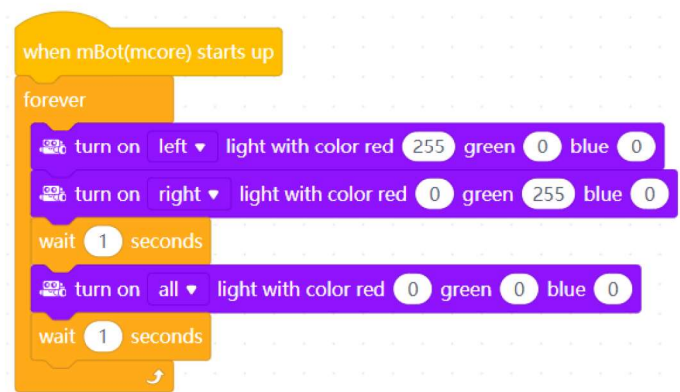 when mBot(mcore) starts up
forever
turn on left light with color red 255 green 0 blue 0
turn on right light with color red 0 green 255 blue 0
wait 1 seconds
turn on all light with color red 0 green 0 blue 0
wait 1 seconds